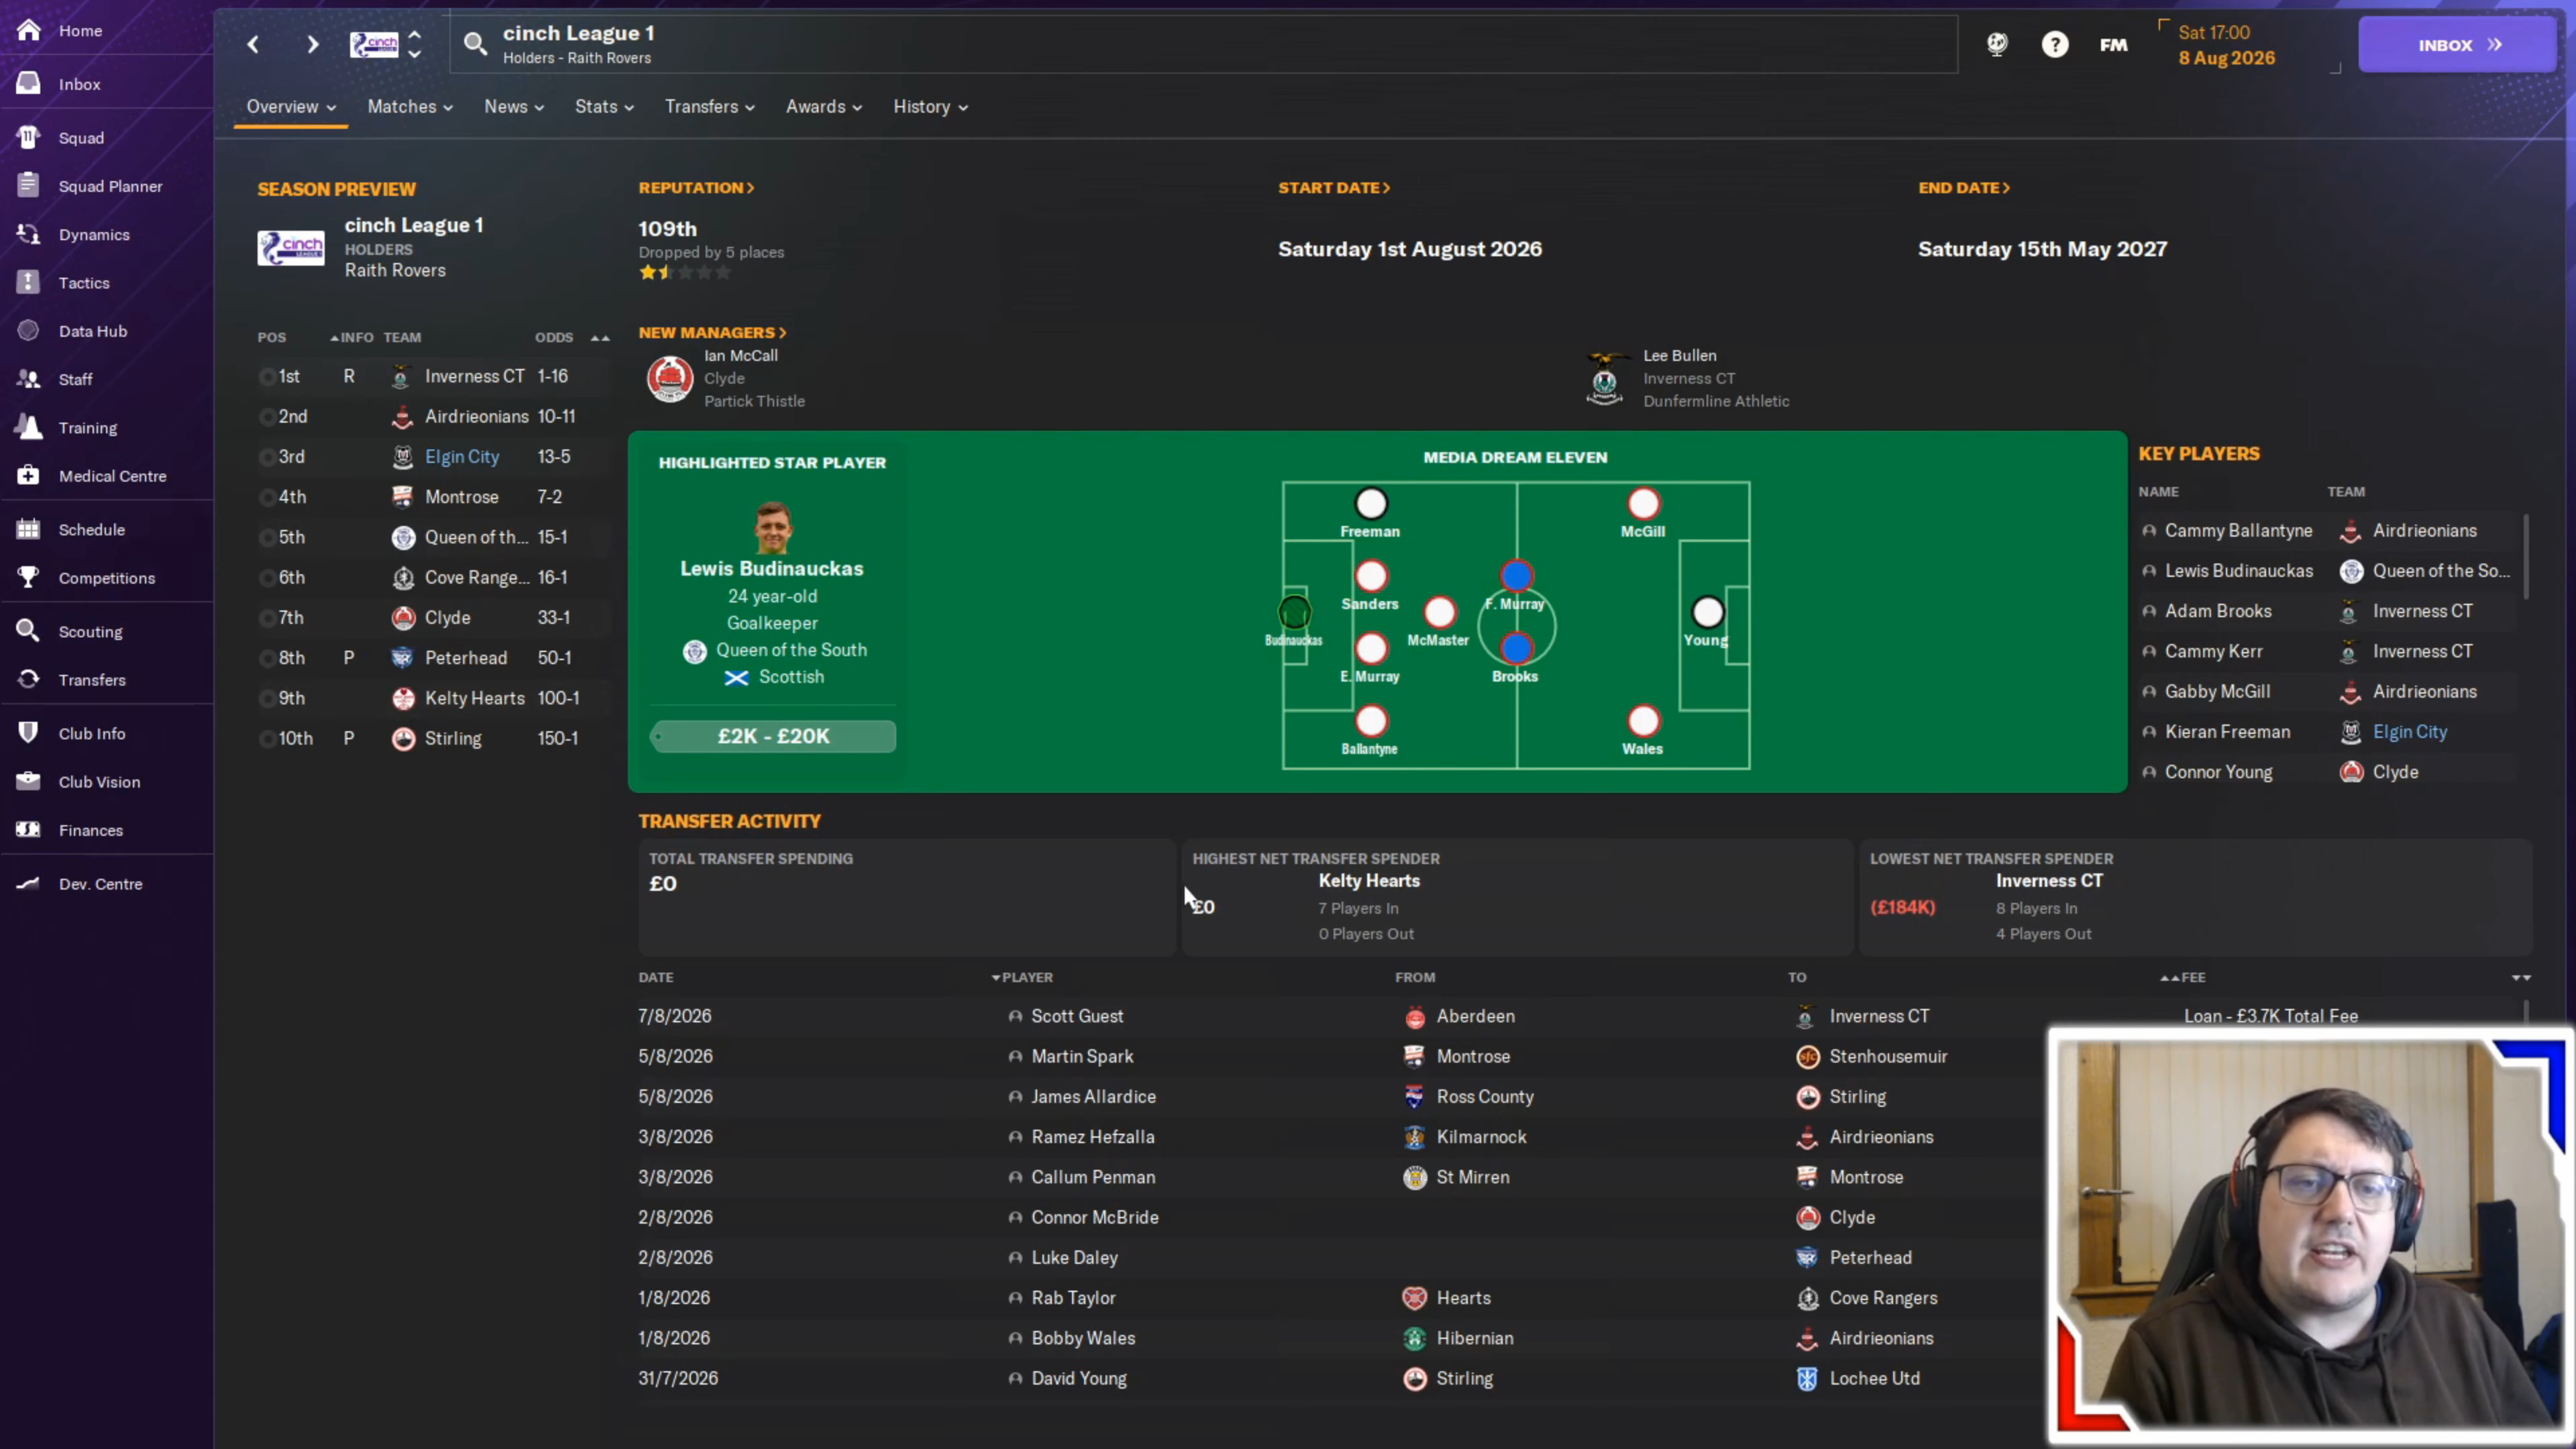 Home
Inbox
Squad
Squad Planner
Dynamics
Tactics
Data Hub
Staff
Training
Medical Centre
Schedule
Competitions
Scouting
Transfers
Club Info
Club Vision
Finances
Dev. Centre
cinch League 1
Holders - Raith Rovers
FM
Sat 17:00
8 Aug 2026
INBOX
Overview Matches News Stats Transfers Awards History
SEASON PREVIEW
cinch League 1
HOLDERS
Raith Rovers
REPUTATION
109th
Dropped by 5 places
START DATE
Saturday 1st August 2026
END DATE
Saturday 15th May 2027
POS INFO TEAM ODDS
1st R Inverness CT 1-16
2nd Airdrieonians 10-11
3rd Elgin City 13-5
4th Montrose 7-2
5th Queen of th... 15-1
6th Cove Range... 16-1
7th Clyde 33-1
8th P Peterhead 50-1
9th Kelty Hearts 100-1
10th P Stirling 150-1
NEW MANAGERS
Ian McCall
Clyde
Partick Thistle
Lee Bullen
Inverness CT
Dunfermline Athletic
HIGHLIGHTED STAR PLAYER
Lewis Budinauckas
24 year-old
Goalkeeper
Queen of the South
Scottish
£2K - £20K
MEDIA DREAM ELEVEN
Freeman
McGill
Sanders
F. Murray
Budinauckas
McMaster
Young
E. Murray
Brooks
Ballantyne
Wales
KEY PLAYERS
NAME TEAM
Cammy Ballantyne Airdrieonians
Lewis Budinauckas Queen of the So...
Adam Brooks Inverness CT
Cammy Kerr Inverness CT
Gabby McGill Airdrieonians
Kieran Freeman Elgin City
Connor Young Clyde
TRANSFER ACTIVITY
TOTAL TRANSFER SPENDING
£0
HIGHEST NET TRANSFER SPENDER
Kelty Hearts
£0
7 Players In
0 Players Out
LOWEST NET TRANSFER SPENDER
Inverness CT
(£184K)
8 Players In
4 Players Out
DATE PLAYER FROM TO FEE
7/8/2026 Scott Guest Aberdeen Inverness CT Loan - £3.7K Total Fee
5/8/2026 Martin Spark Montrose Stenhousemuir
5/8/2026 James Allardice Ross County Stirling
3/8/2026 Ramez Hefzalla Kilmarnock Airdrieonians
3/8/2026 Callum Penman St Mirren Montrose
2/8/2026 Connor McBride Clyde
2/8/2026 Luke Daley Peterhead
1/8/2026 Rab Taylor Hearts Cove Rangers
1/8/2026 Bobby Wales Hibernian Airdrieonians
31/7/2026 David Young Stirling Lochee Utd